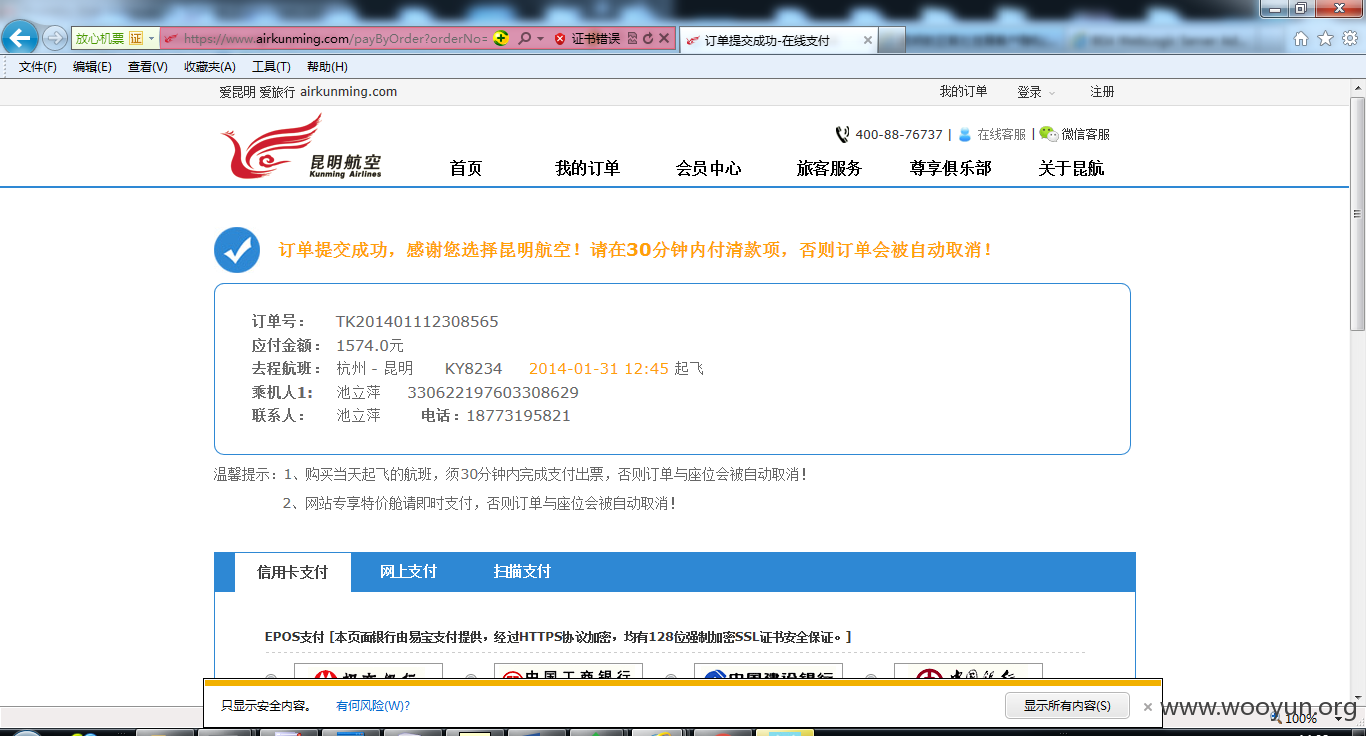 放心机票 证
https://www.airkunming.com/payByOrder?orderNo=
证书错误
订单提交成功-在线支付
文件(F) 编辑(E) 查看(V) 收藏夹(A) 工具(T) 帮助(H)
爱昆明 爱旅行 airkunming.com 我的订单 登录 注册
400-88-76737 | 在线客服 | 微信客服
昆明航空
Kunming Airlines
首页 我的订单 会员中心 旅客服务 尊享俱乐部 关于昆航
订单提交成功，感谢您选择昆明航空！请在30分钟内付清款项，否则订单会被自动取消！
订单号： TK201401112308565
应付金额： 1574.0元
去程航班： 杭州 - 昆明 KY8234 2014-01-31 12:45 起飞
乘机人1: 池立萍 330622197603308629
联系人： 池立萍 电话：18773195821
温馨提示：1、购买当天起飞的航班，须30分钟内完成支付出票，否则订单与座位会被自动取消！
2、网站专享特价舱请即时支付，否则订单与座位会被自动取消！
信用卡支付 网上支付 扫描支付
EPOS支付 [本页面银行由易宝支付提供，经过HTTPS协议加密，均有128位强制加密SSL证书安全保证。]
招商银行 中国工商银行 中国建设银行 中国银行
只显示安全内容。 有何风险(W)? 显示所有内容(S)
www.wooyun.org
100%